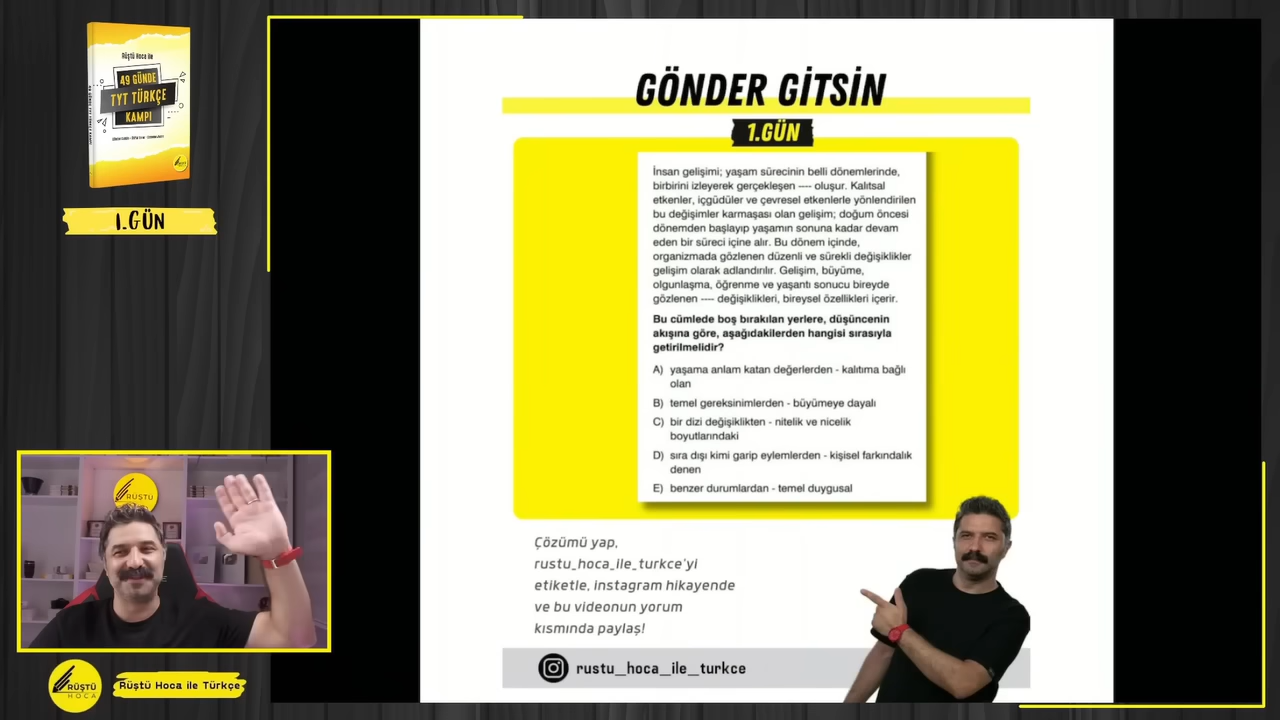 Rüştü Hoca ile
49 GÜNDE
TYT TÜRKÇE
KAMPI
1.GÜN
GÖNDER GİTSİN
1.GÜN
İnsan gelişimi; yaşam sürecinin belli dönemlerinde,
birbirini izleyerek gerçekleşen ---- oluşur. Kalıtsal
etkenler, içgüdüler ve çevresel etkenlerle yönlendirilen
bu değişimler karmaşası olan gelişim; doğum öncesi
dönemden başlayıp yaşamın sonuna kadar devam
eden bir süreci içine alır. Bu dönem içinde,
organizmada gözlenen düzenli ve sürekli değişiklikler
gelişim olarak adlandırılır. Gelişim, büyüme,
olgunlaşma, öğrenme ve yaşantı sonucu bireyde
gözlenen ---- değişiklikleri, bireysel özellikleri içerir.
Bu cümlede boş bırakılan yerlere, düşüncenin
akışına göre, aşağıdakilerden hangisi sırasıyla
getirilmelidir?
A) yaşama anlam katan değerlerden - kalıtıma bağlı
olan
B) temel gereksinimlerden - büyümeye dayalı
C) bir dizi değişiklikten - nitelik ve nicelik
boyutlarındaki
D) sıra dışı kimi garip eylemlerden - kişisel farkındalık
denen
E) benzer durumlardan - temel duygusal
Çözümü yap,
rustu_hoca_ile_turkce'yi
etiketle, instagram hikayende
ve bu videonun yorum
kısmında paylaş!
rustu_hoca_ile_turkce
RÜŞTÜ
RÜŞTÜ
HOCA
Rüştü Hoca ile Türkçe